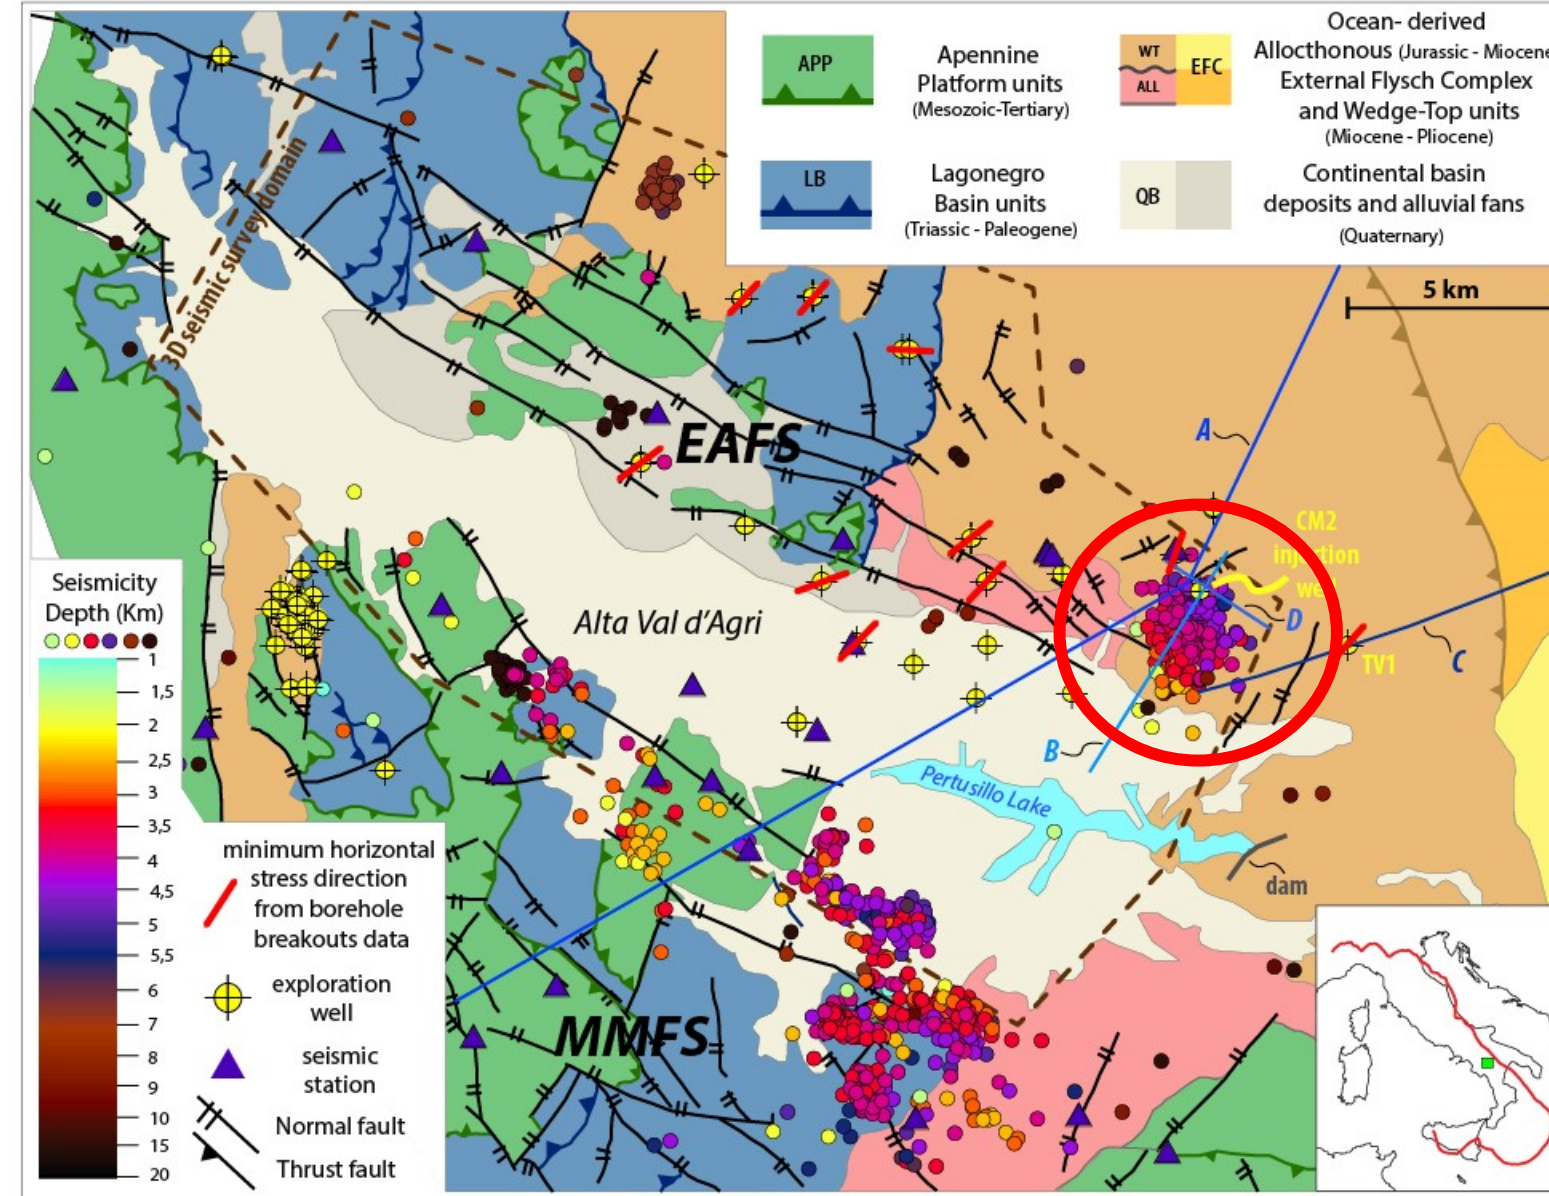 APP
Apennine
Platform units
(Mesozoic-Tertiary)
LB
Lagonegro
Basin units
(Triassic - Paleogene)
WT
ALL
EFC
Ocean- derived
Allocthonous (Jurassic - Miocene
External Flysch Complex
and Wedge-Top units
(Miocene - Pliocene)
QB
Continental basin
deposits and alluvial fans
(Quaternary)
5 km
3D seismic survey domain
EAFS
A
CM2
injection
we
D
C
TV1
B
Alta Val d'Agri
Pertusillo Lake
dam
MMFS
Seismicity
Depth (Km)
1
1,5
2
2,5
3
3,5
4
4,5
5
5,5
6
7
8
9
10
15
20
minimum horizontal
stress direction
from borehole
breakouts data
exploration
well
seismic
station
Normal fault
Thrust fault